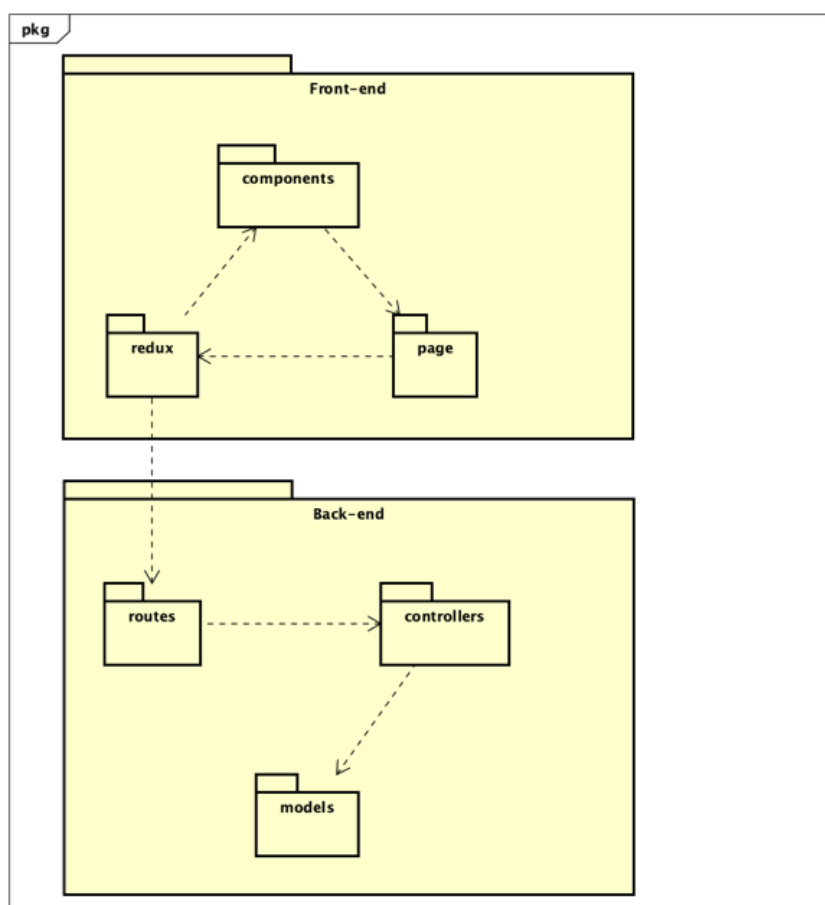 pkg
Front-end
components
redux
page
Back-end
routes
controllers
models